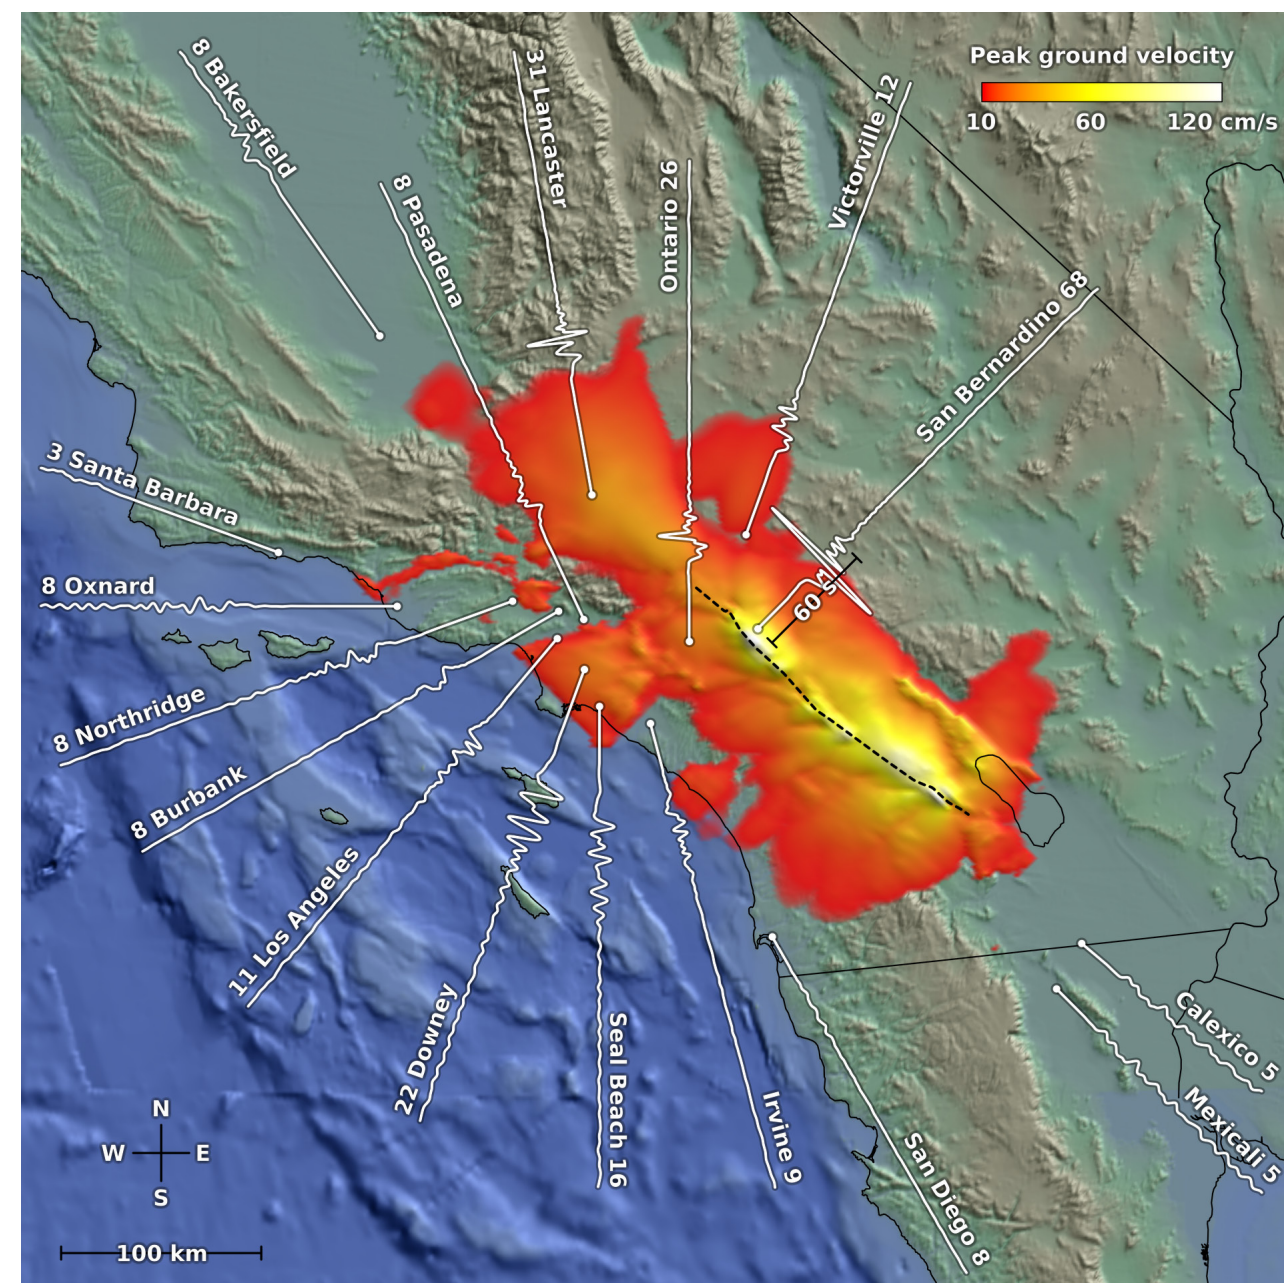 Peak ground velocity
10 60 120 cm/s
8 Bakersfield
31 Lancaster
Victorville 12
8 Pasadena
Ontario 26
San Bernardino 68
3 Santa Barbara
8 Oxnard
60 s
8 Northridge
8 Burbank
11 Los Angeles
22 Downey
Seal Beach 16
Irvine 9
San Diego 8
Calexico 5
Mexicali 5
N
W E
S
100 km